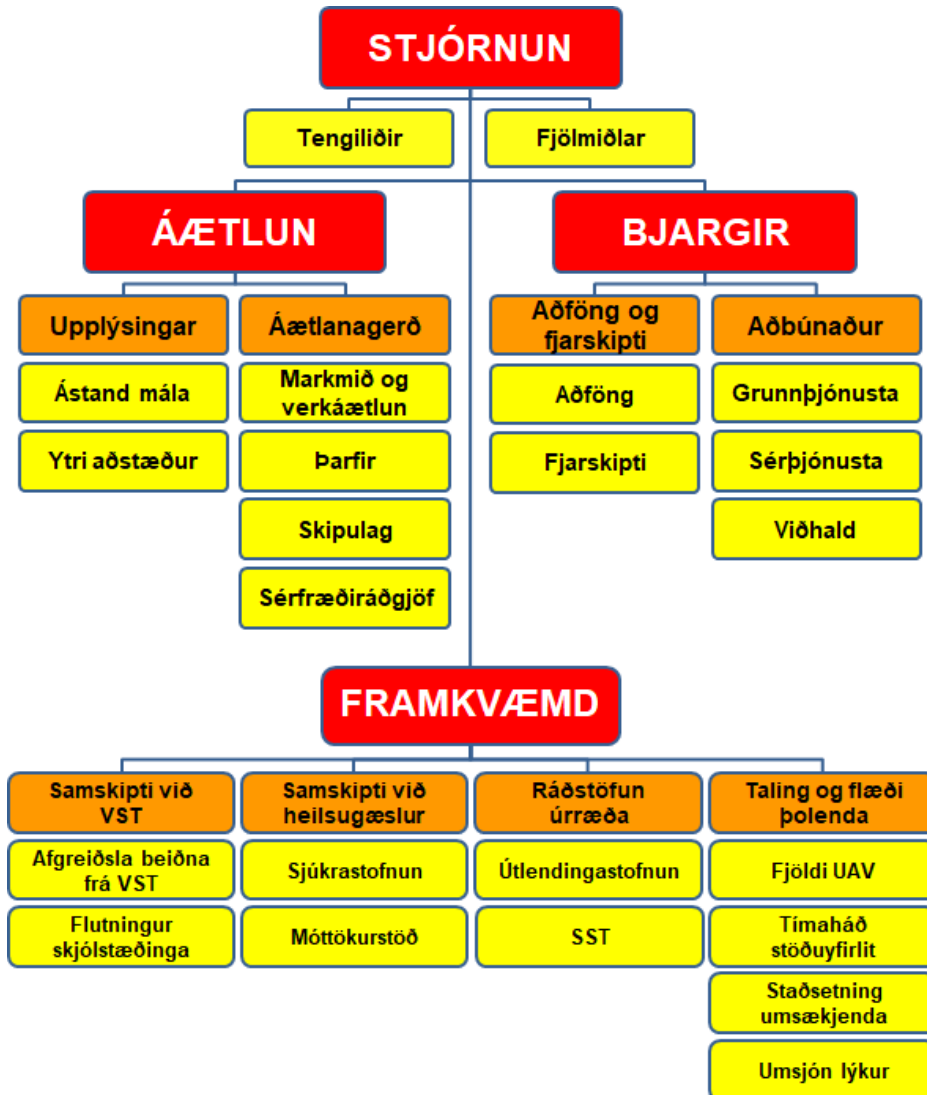 STJÓRNUN
Tengiliðir
Fjölmiðlar
ÁÆTLUN
BJARGIR
Upplýsingar
Ástand mála
Ytri aðstæður
Áætlanagerð
Markmið og
verkáætlun
Þarfir
Skipulag
Sérfræðiráðgjöf
Aðföng og
fjarskipti
Aðföng
Fjarskipti
Aðbúnaður
Grunnþjónusta
Sérþjónusta
Viðhald
FRAMKVÆMD
Samskipti við
VST
Afgreiðsla beiðna
frá VST
Flutningur
skjólstæðinga
Samskipti við
heilsugæslur
Sjúkrastofnun
Móttökurstöð
Ráðstöfun
úrræða
Útlendingastofnun
SST
Taling og flæði
þolenda
Fjöldi UAV
Tímaháð
stöðuyfirlit
Staðsetning
umsækjenda
Umsjón lýkur